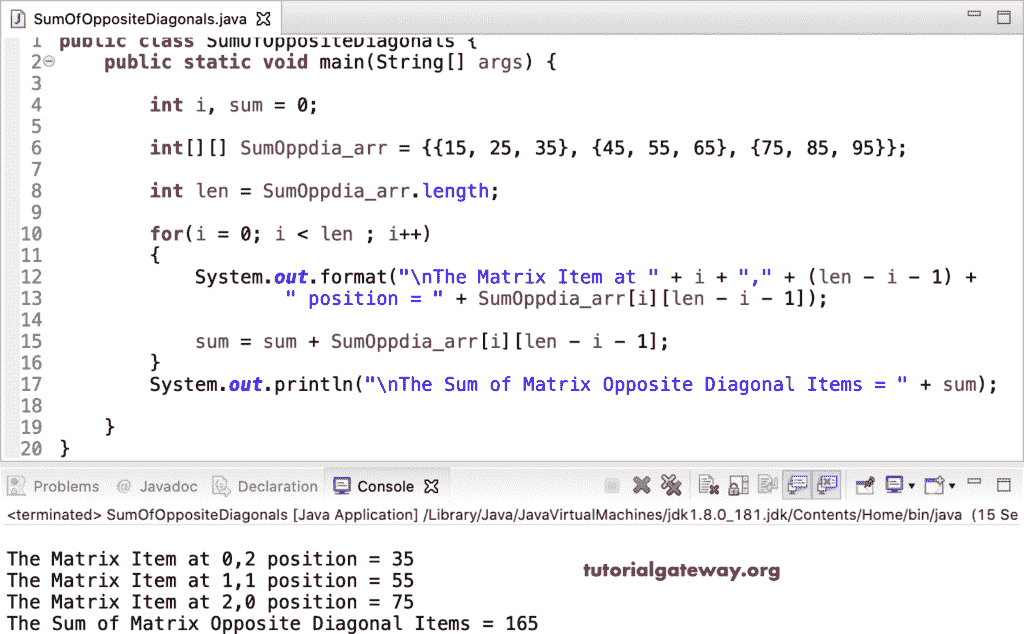 SumOfOppositeDiagonals.java
1 public class SumOfOppositeDiagonals {
2 public static void main(String[] args) {
3
4 int i, sum = 0;
5
6 int[][] SumOppdia_arr = {{15, 25, 35}, {45, 55, 65}, {75, 85, 95}};
7
8 int len = SumOppdia_arr.length;
9
10 for(i = 0; i < len ; i++)
11 {
12 System.out.format("\nThe Matrix Item at " + i + "," + (len - i - 1) +
13 " position = " + SumOppdia_arr[i][len - i - 1]);
14
15 sum = sum + SumOppdia_arr[i][len - i - 1];
16 }
17 System.out.println("\nThe Sum of Matrix Opposite Diagonal Items = " + sum);
18
19 }
20 }
Problems @ Javadoc Declaration Console
<terminated> SumOfOppositeDiagonals [Java Application] /Library/Java/JavaVirtualMachines/jdk1.8.0_181.jdk/Contents/Home/bin/java (15 Se
The Matrix Item at 0,2 position = 35
tutorialgateway.org
The Matrix Item at 1,1 position = 55
The Matrix Item at 2,0 position = 75
The Sum of Matrix Opposite Diagonal Items = 165